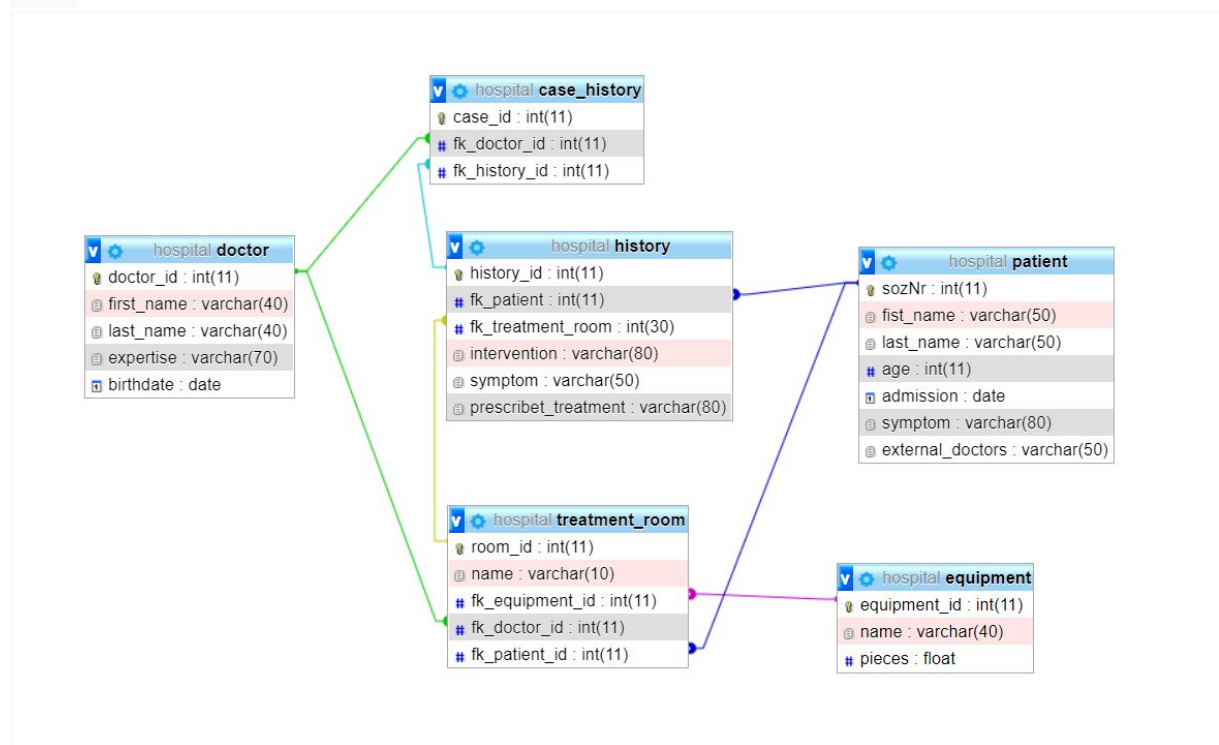 hospital case_history
case_id : int(11)
fk_doctor_id : int(11)
fk_history_id : int(11)
hospital doctor
doctor_id : int(11)
first_name : varchar(40)
last_name : varchar(40)
expertise : varchar(70)
birthdate : date
hospital history
history_id : int(11)
fk_patient : int(11)
fk_treatment_room : int(30)
intervention : varchar(80)
symptom : varchar(50)
prescribet_treatment : varchar(80)
hospital patient
sozNr : int(11)
fist_name : varchar(50)
last_name : varchar(50)
age : int(11)
admission : date
symptom : varchar(80)
external_doctors : varchar(50)
hospital treatment_room
room_id : int(11)
name : varchar(10)
fk_equipment_id : int(11)
fk_doctor_id : int(11)
fk_patient_id : int(11)
hospital equipment
equipment_id : int(11)
name : varchar(40)
pieces : float